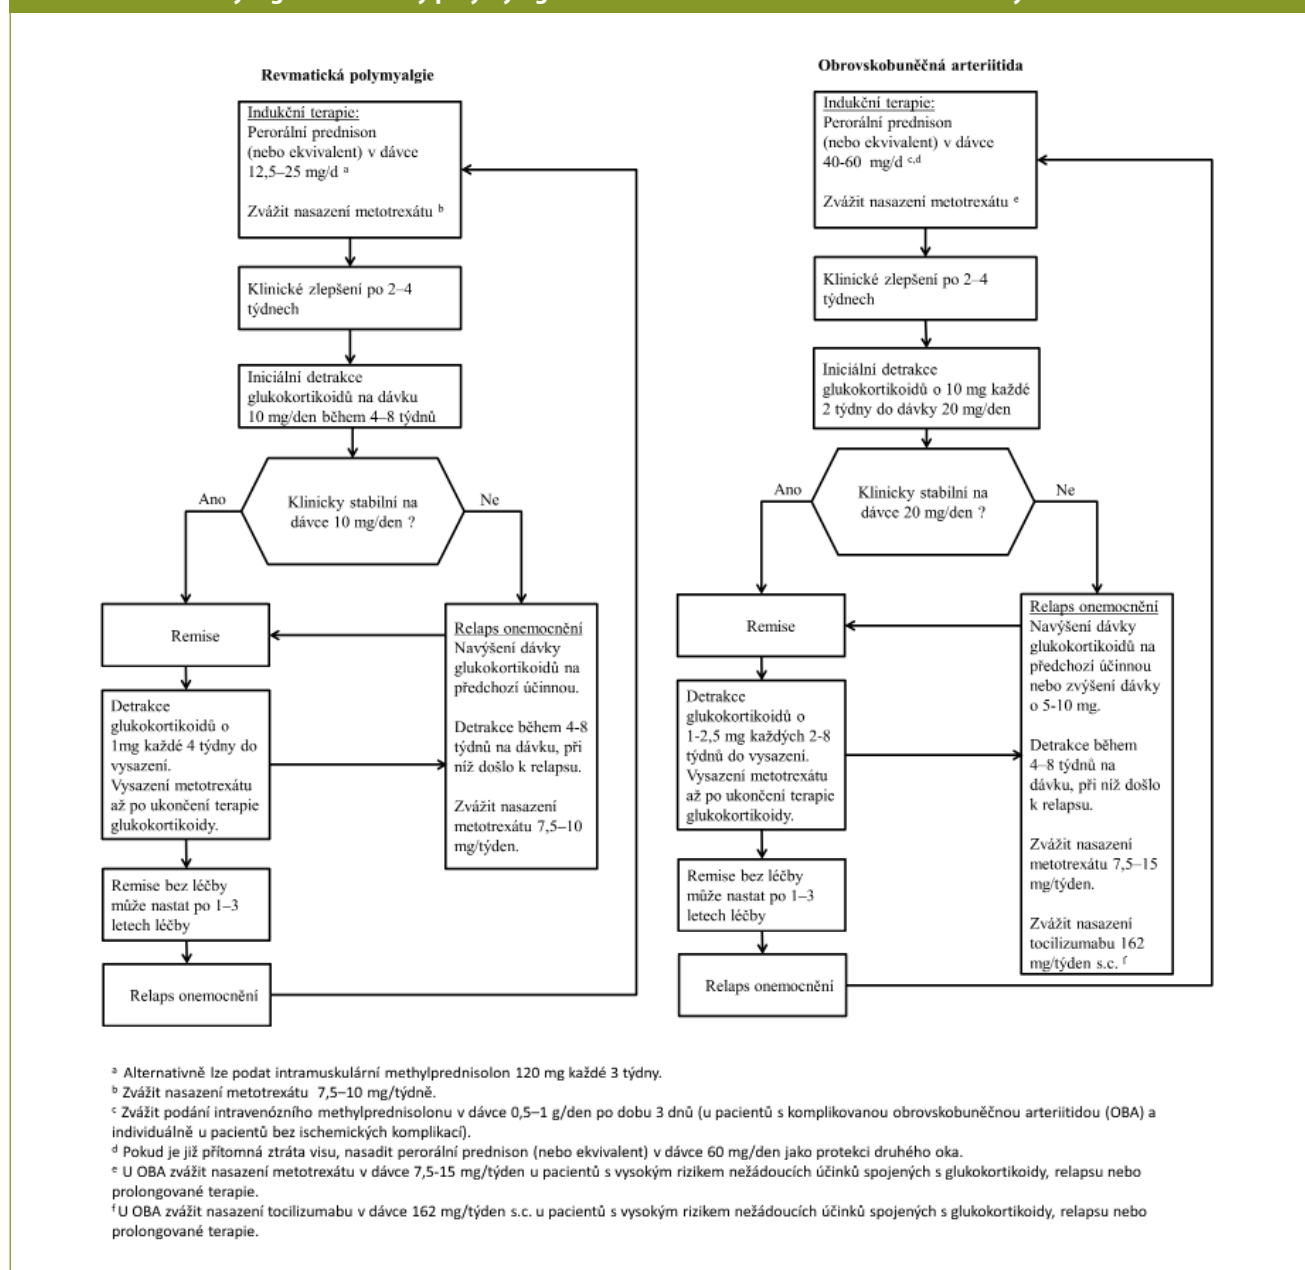 Revmatická polymyalgie
Indukční terapie:
Perorální prednison
(nebo ekvivalent) v dávce
12,5–25 mg/d ᵃ
Zvážit nasazení metotrexátu ᵇ
Klinické zlepšení po 2–4
týdnech
Iniciální detrakce
glukokortikoidů na dávku
10 mg/den během 4–8 týdnů
Klinicky stabilní na
dávce 10 mg/den ?
Ano
Ne
Remise
Relaps onemocnění
Navýšení dávky
glukokortikoidů na
předchozí účinnou.
Detrakce během 4-8
týdnů na dávku, při
níž došlo k relapsu.
Zvážit nasazení
metotrexátu 7,5–10
mg/týden.
Detrakce
glukokortikoidů o
1mg každé 4 týdny do
vysazení.
Vysazení metotrexátu
až po ukončení terapie
glukokortikoidy.
Remise bez léčby
může nastat po 1–3
letech léčby
Relaps onemocnění
Obrovskobuněčná arteriitida
Indukční terapie:
Perorální prednison
(nebo ekvivalent) v dávce
40-60 mg/d ᶜ,ᵈ
Zvážit nasazení metotrexátu ᵉ
Klinické zlepšení po 2–4
týdnech
Iniciální detrakce
glukokortikoidů o 10 mg každé
2 týdny do dávky 20 mg/den
Klinicky stabilní na
dávce 20 mg/den ?
Ano
Ne
Remise
Relaps onemocnění
Navýšení dávky
glukokortikoidů na
předchozí účinnou
nebo zvýšení dávky
o 5-10 mg.
Detrakce během
4–8 týdnů na
dávku, při níž došlo
k relapsu.
Zvážit nasazení
metotrexátu 7,5–15
mg/týden.
Zvážit nasazení
tocilizumabu 162
mg/týden s.c. ᶠ
Detrakce
glukokortikoidů o
1-2,5 mg každých 2-8
týdnů do vysazení.
Vysazení metotrexátu
až po ukončení terapie
glukokortikoidy.
Remise bez léčby
může nastat po 1–3
letech léčby
Relaps onemocnění
ᵃ Alternativně lze podat intramuskulární methylprednisolon 120 mg každé 3 týdny.
ᵇ Zvážit nasazení metotrexátu 7,5–10 mg/týdně.
ᶜ Zvážit podání intravenózního methylprednisolonu v dávce 0,5–1 g/den po dobu 3 dnů (u pacientů s komplikovanou obrovskobuněčnou arteriitidou (OBA) a
individuálně u pacientů bez ischemických komplikací).
ᵈ Pokud je již přítomná ztráta visu, nasadit perorální prednison (nebo ekvivalent) v dávce 60 mg/den jako protekci druhého oka.
ᵉ U OBA zvážit nasazení metotrexátu v dávce 7,5-15 mg/týden u pacientů s vysokým rizikem nežádoucích účinků spojených s glukokortikoidy, relapsu nebo
prolongované terapie.
ᶠ U OBA zvážit nasazení tocilizumabu v dávce 162 mg/týden s.c. u pacientů s vysokým rizikem nežádoucích účinků spojených s glukokortikoidy, relapsu nebo
prolongované terapie.